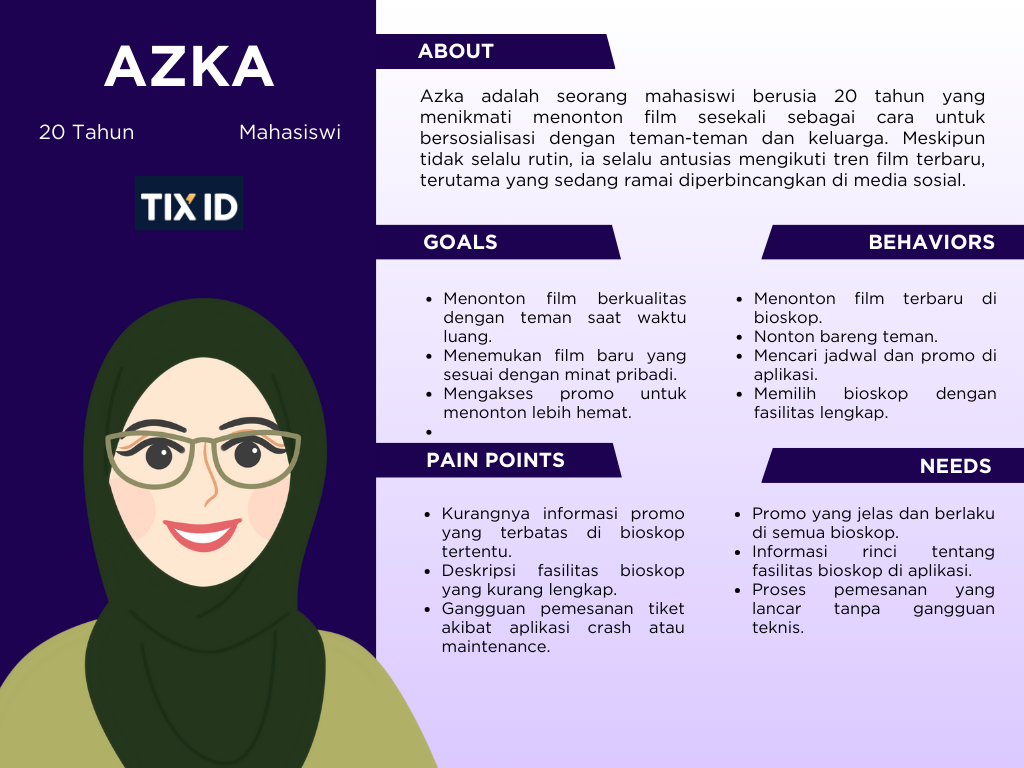 AZKA
20 Tahun
Mahasiswi
TIX ID
ABOUT
Azka adalah seorang mahasiswi berusia 20 tahun yang
menikmati menonton film sesekali sebagai cara untuk
bersosialisasi dengan teman-teman dan keluarga. Meskipun
tidak selalu rutin, ia selalu antusias mengikuti tren film terbaru,
terutama yang sedang ramai diperbincangkan di media sosial.
GOALS
• Menonton film berkualitas
dengan teman saat waktu
luang.
• Menemukan film baru yang
sesuai dengan minat pribadi.
• Mengakses promo untuk
menonton lebih hemat.
•
BEHAVIORS
• Menonton film terbaru di
bioskop.
• Nonton bareng teman.
• Mencari jadwal dan promo di
aplikasi.
• Memilih bioskop dengan
fasilitas lengkap.
PAIN POINTS
• Kurangnya informasi promo
yang terbatas di bioskop
tertentu.
• Deskripsi fasilitas bioskop
yang kurang lengkap.
• Gangguan pemesanan tiket
akibat aplikasi crash atau
maintenance.
NEEDS
• Promo yang jelas dan berlaku
di semua bioskop.
• Informasi rinci tentang
fasilitas bioskop di aplikasi.
• Proses pemesanan yang
lancar tanpa gangguan
teknis.